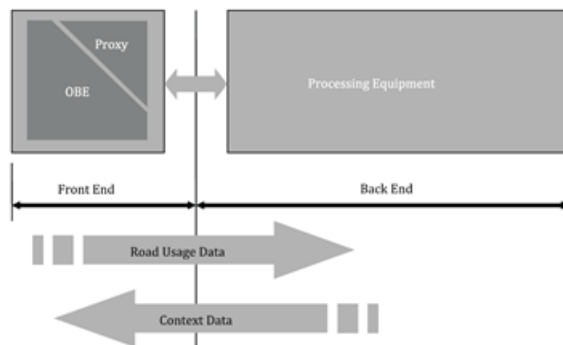 Proxy
OBE
Processing Equipment
Front End
Back End
Road Usage Data
Context Data